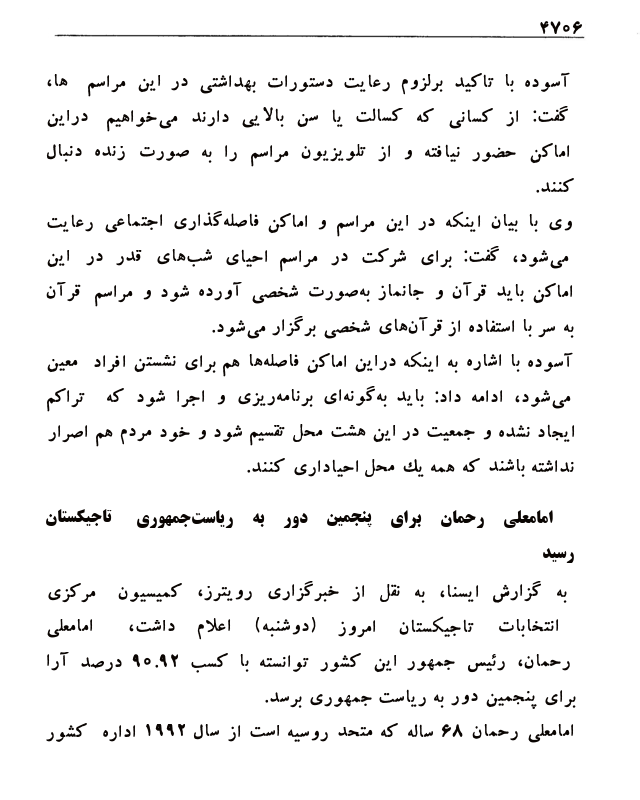 ۴۷۰۶
آسوده با تاکید برلزوم رعایت دستورات بهداشتی در این مراسم ها،
گفت: از کسانی که کسالت یا سن بالایی دارند می‌خواهیم دراین
اماکن حضور نیافته و از تلویزیون مراسم را به صورت زنده دنبال
کنند.
وی با بیان اینکه در این مراسم و اماکن فاصله‌گذاری اجتماعی رعایت
می‌شود، گفت: برای شرکت در مراسم احیای شب‌های قدر در این
اماکن باید قرآن و جانماز به‌صورت شخصی آورده شود و مراسم قرآن
به سر با استفاده از قرآن‌های شخصی برگزار می‌شود.
آسوده با اشاره به اینکه دراین اماکن فاصله‌ها هم برای نشستن افراد معین
می‌شود، ادامه داد: باید به‌گونه‌ای برنامه‌ریزی و اجرا شود که تراکم
ایجاد نشده و جمعیت در این هشت محل تقسیم شود و خود مردم هم اصرار
نداشته باشند که همه یك محل احیاداری کنند.
امامعلی رحمان برای پنجمین دور به ریاست‌جمهوری تاجیکستان
رسید
به گزارش ایسنا، به نقل از خبرگزاری رویترز، کمیسیون مرکزی
انتخابات تاجیکستان امروز (دوشنبه) اعلام داشت، امامعلی
رحمان، رئیس جمهور این کشور توانسته با کسب ۹۰.۹۲ درصد آرا
برای پنجمین دور به ریاست جمهوری برسد.
امامعلی رحمان ۶۸ ساله که متحد روسیه است از سال ۱۹۹۲ اداره کشور